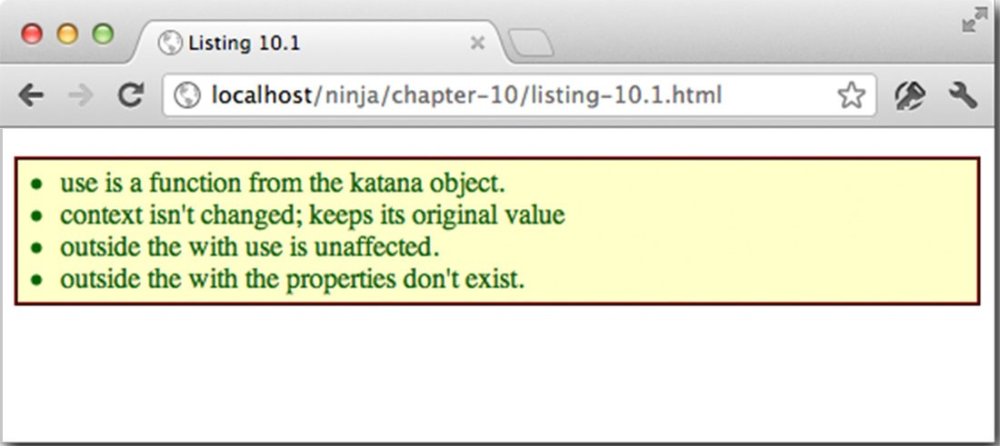 Listing 10.1
localhost/ninja/chapter-10/listing-10.1.html
use is a function from the katana object.
context isn't changed; keeps its original value
outside the with use is unaffected.
outside the with the properties don't exist.